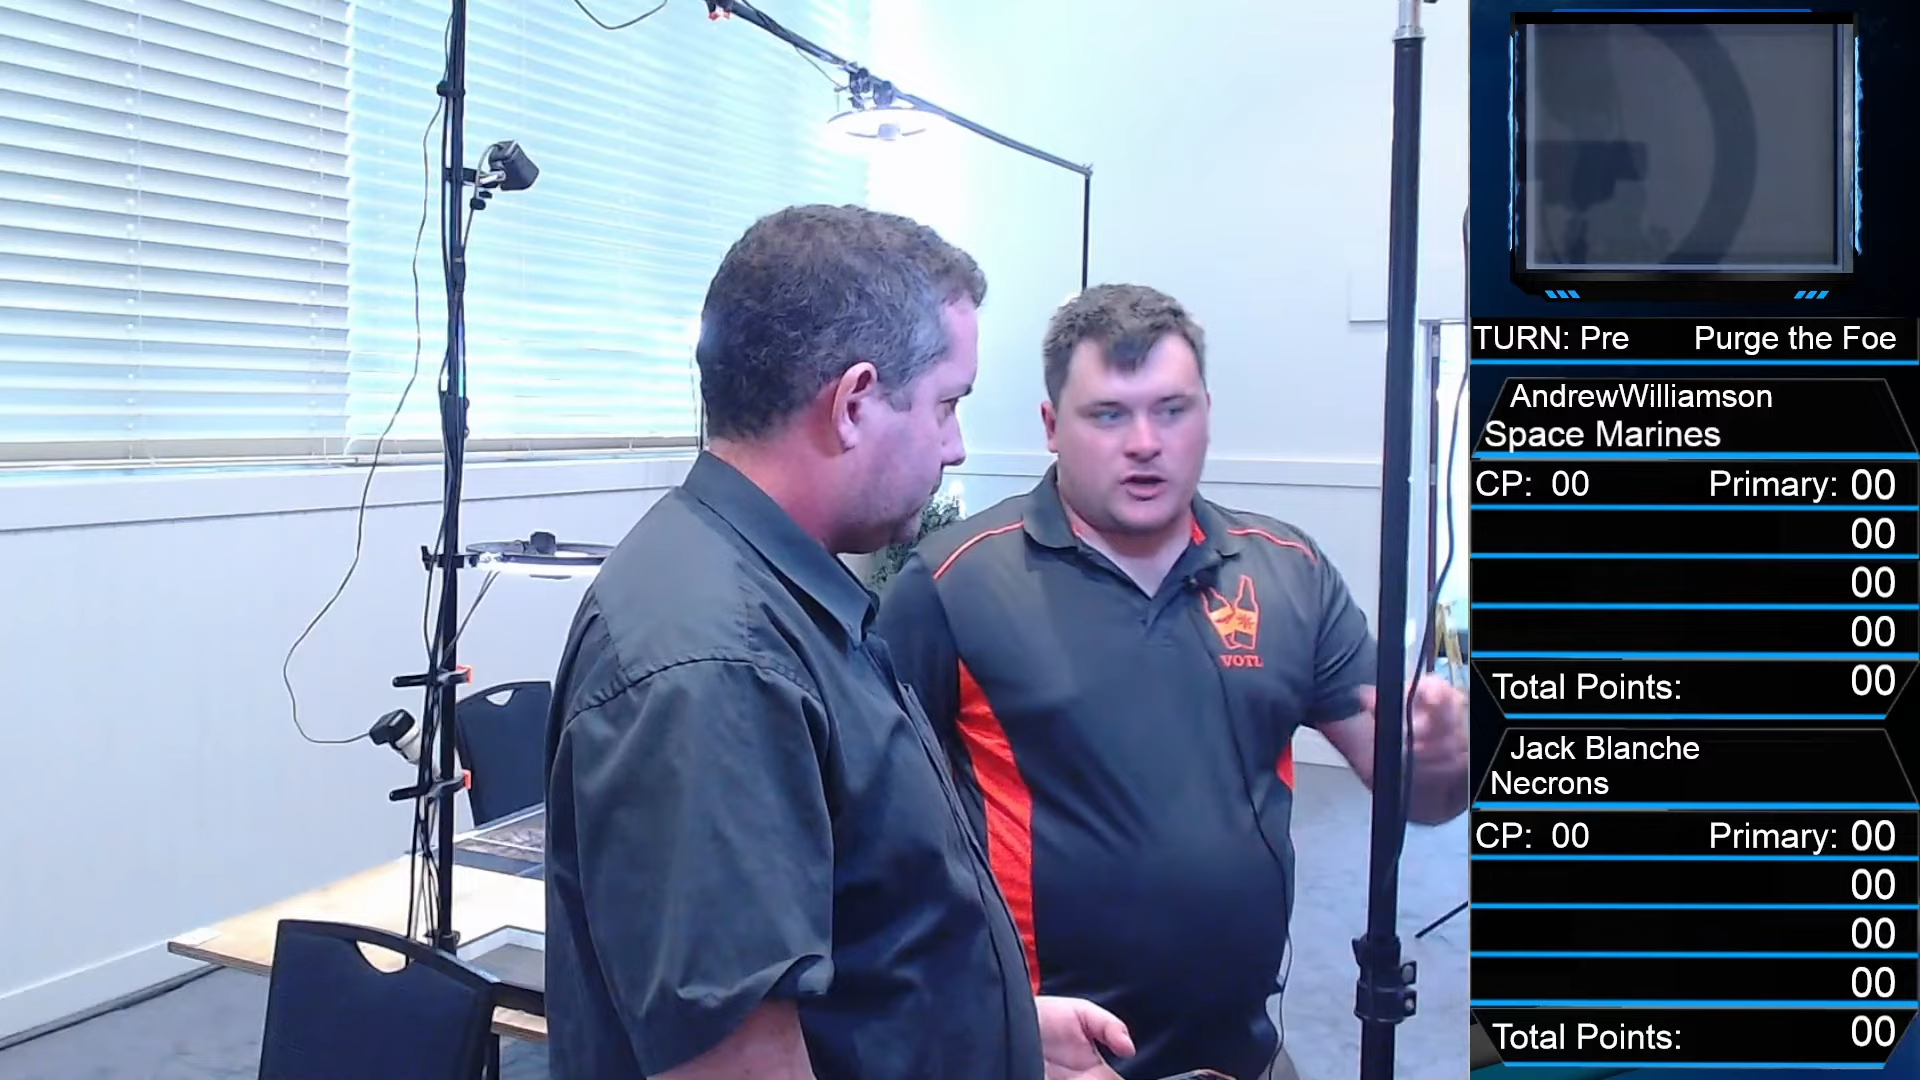 VOTL
TURN: Pre Purge the Foe
AndrewWilliamson
Space Marines
CP: 00 Primary: 00
00
00
00
Total Points: 00
Jack Blanche
Necrons
CP: 00 Primary: 00
00
00
00
Total Points: 00